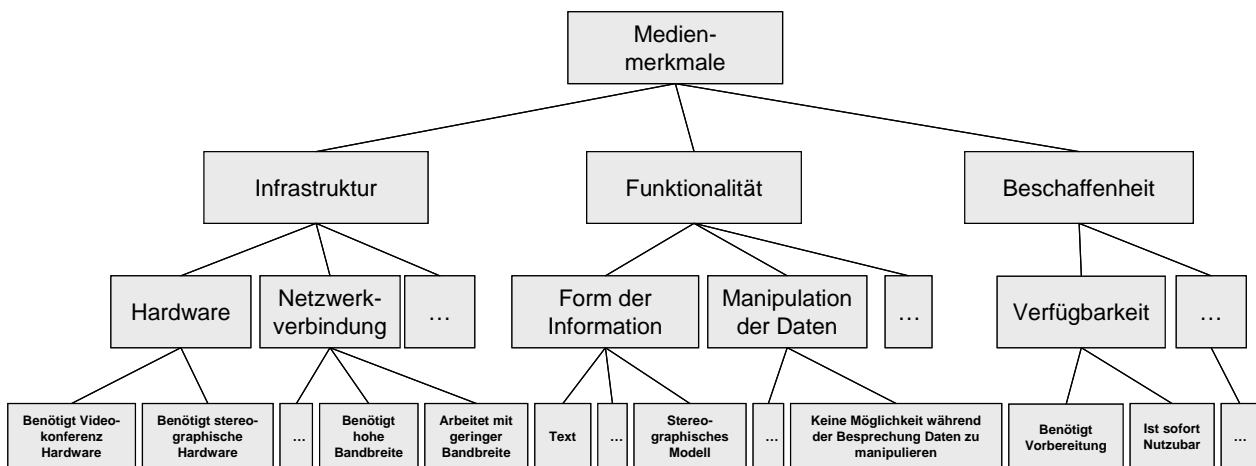 Medien-
merkmale
Infrastruktur
Funktionalität
Beschaffenheit
Hardware
Netzwerk-
verbindung
…
Form der
Information
Manipulation
der Daten
…
Verfügbarkeit
…
Benötigt Video-
konferenz
Hardware
Benötigt stereo-
graphische
Hardware
…
Benötigt
hohe
Bandbreite
Arbeitet mit
geringer
Bandbreite
Text
…
Stereo-
graphisches
Modell
…
Keine Möglichkeit während
der Besprechung Daten zu
manipulieren
Benötigt
Vorbereitung
Ist sofort
Nutzubar
…